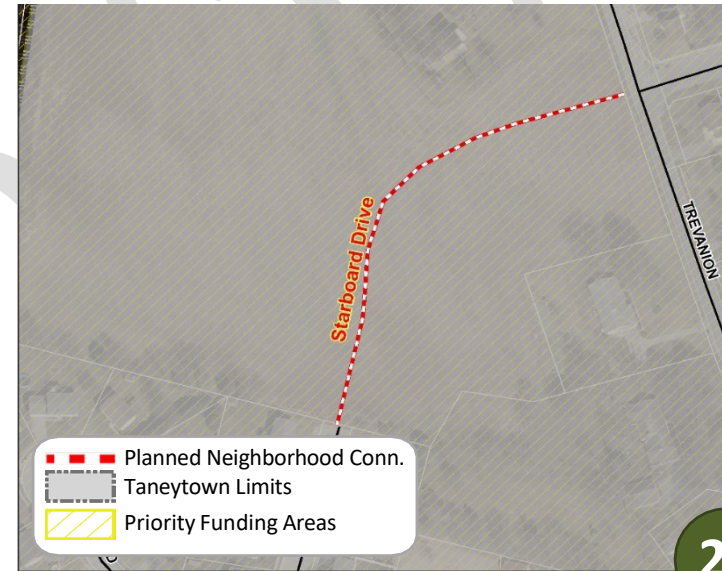 TREVANION
Starboard Drive
Planned Neighborhood Conn.
Taneytown Limits
Priority Funding Areas
2